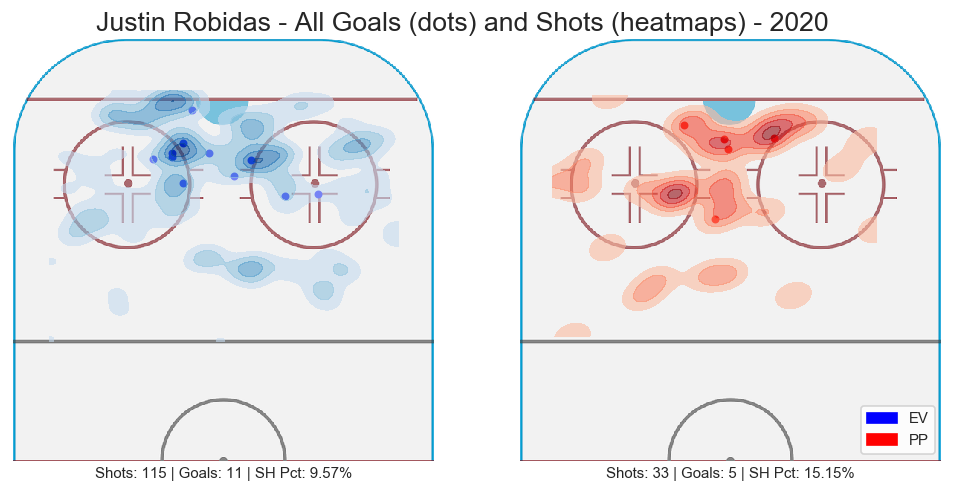 Justin Robidas - All Goals (dots) and Shots (heatmaps) - 2020
EV
PP
Shots: 115 | Goals: 11 | SH Pct: 9.57%
Shots: 33 | Goals: 5 | SH Pct: 15.15%